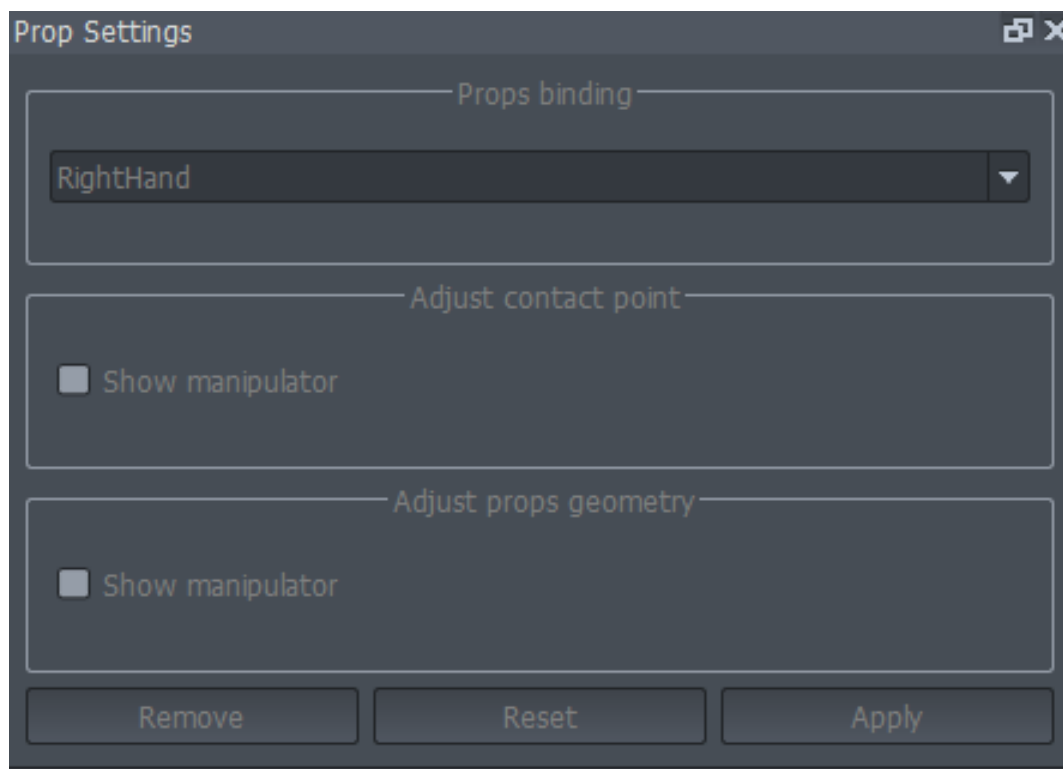 Prop Settings
Props binding
RightHand
Adjust contact point
Show manipulator
Adjust props geometry
Show manipulator
Remove
Reset
Apply